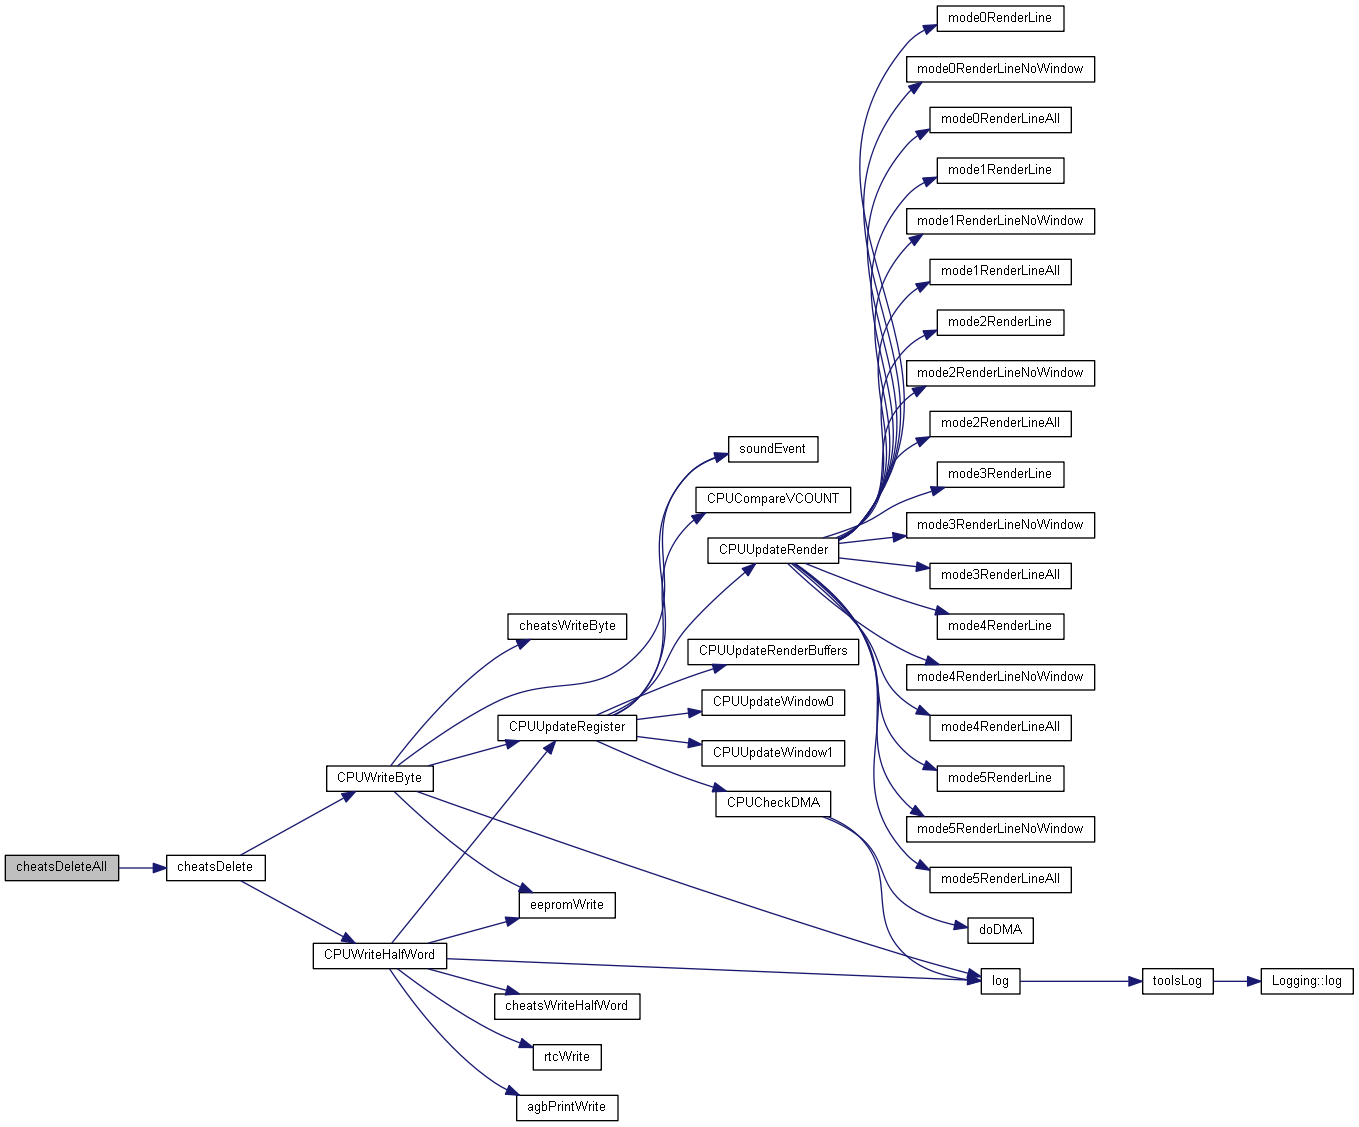 mode0RenderLine
mode0RenderLineNoWindow
mode0RenderLineAll
mode1RenderLine
mode1RenderLineNoWindow
mode1RenderLineAll
mode2RenderLine
mode2RenderLineNoWindow
mode2RenderLineAll
soundEvent
mode3RenderLine
CPUCompareVCOUNT
mode3RenderLineNoWindow
CPUUpdateRender
mode3RenderLineAll
cheatsWriteByte
mode4RenderLine
CPUUpdateRenderBuffers
mode4RenderLineNoWindow
CPUUpdateWindow0
CPUUpdateRegister
mode4RenderLineAll
CPUUpdateWindow1
CPUWriteByte
mode5RenderLine
CPUCheckDMA
mode5RenderLineNoWindow
cheatsDeleteAll
cheatsDelete
mode5RenderLineAll
eepromWrite
doDMA
CPUWriteHalfWord
log
toolsLog
Logging::log
cheatsWriteHalfWord
rtcWrite
agbPrintWrite